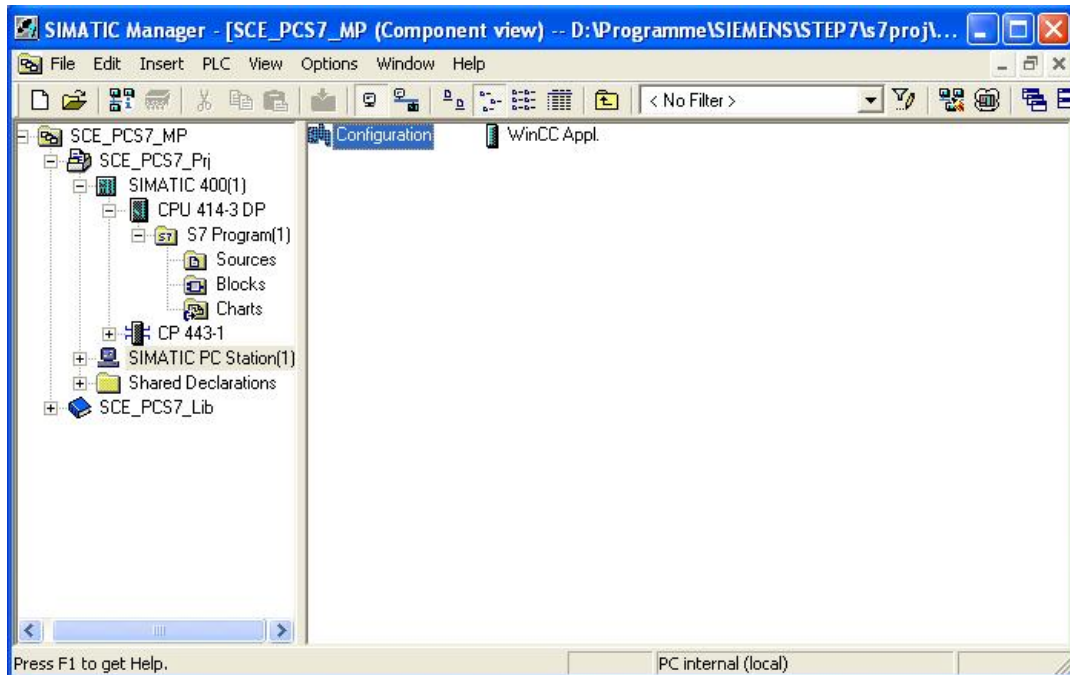 SIMATIC Manager - [SCE_PCS7_MP (Component view) -- D:\Programme\SIEMENS\STEP7\s7proj\...
File Edit Insert PLC View Options Window Help
< No Filter >
SCE_PCS7_MP
SCE_PCS7_Prj
SIMATIC 400(1)
CPU 414-3 DP
S7 Program(1)
Sources
Blocks
Charts
CP 443-1
SIMATIC PC Station(1)
Shared Declarations
SCE_PCS7_Lib
Configuration WinCC Appl.
Press F1 to get Help. PC internal (local)